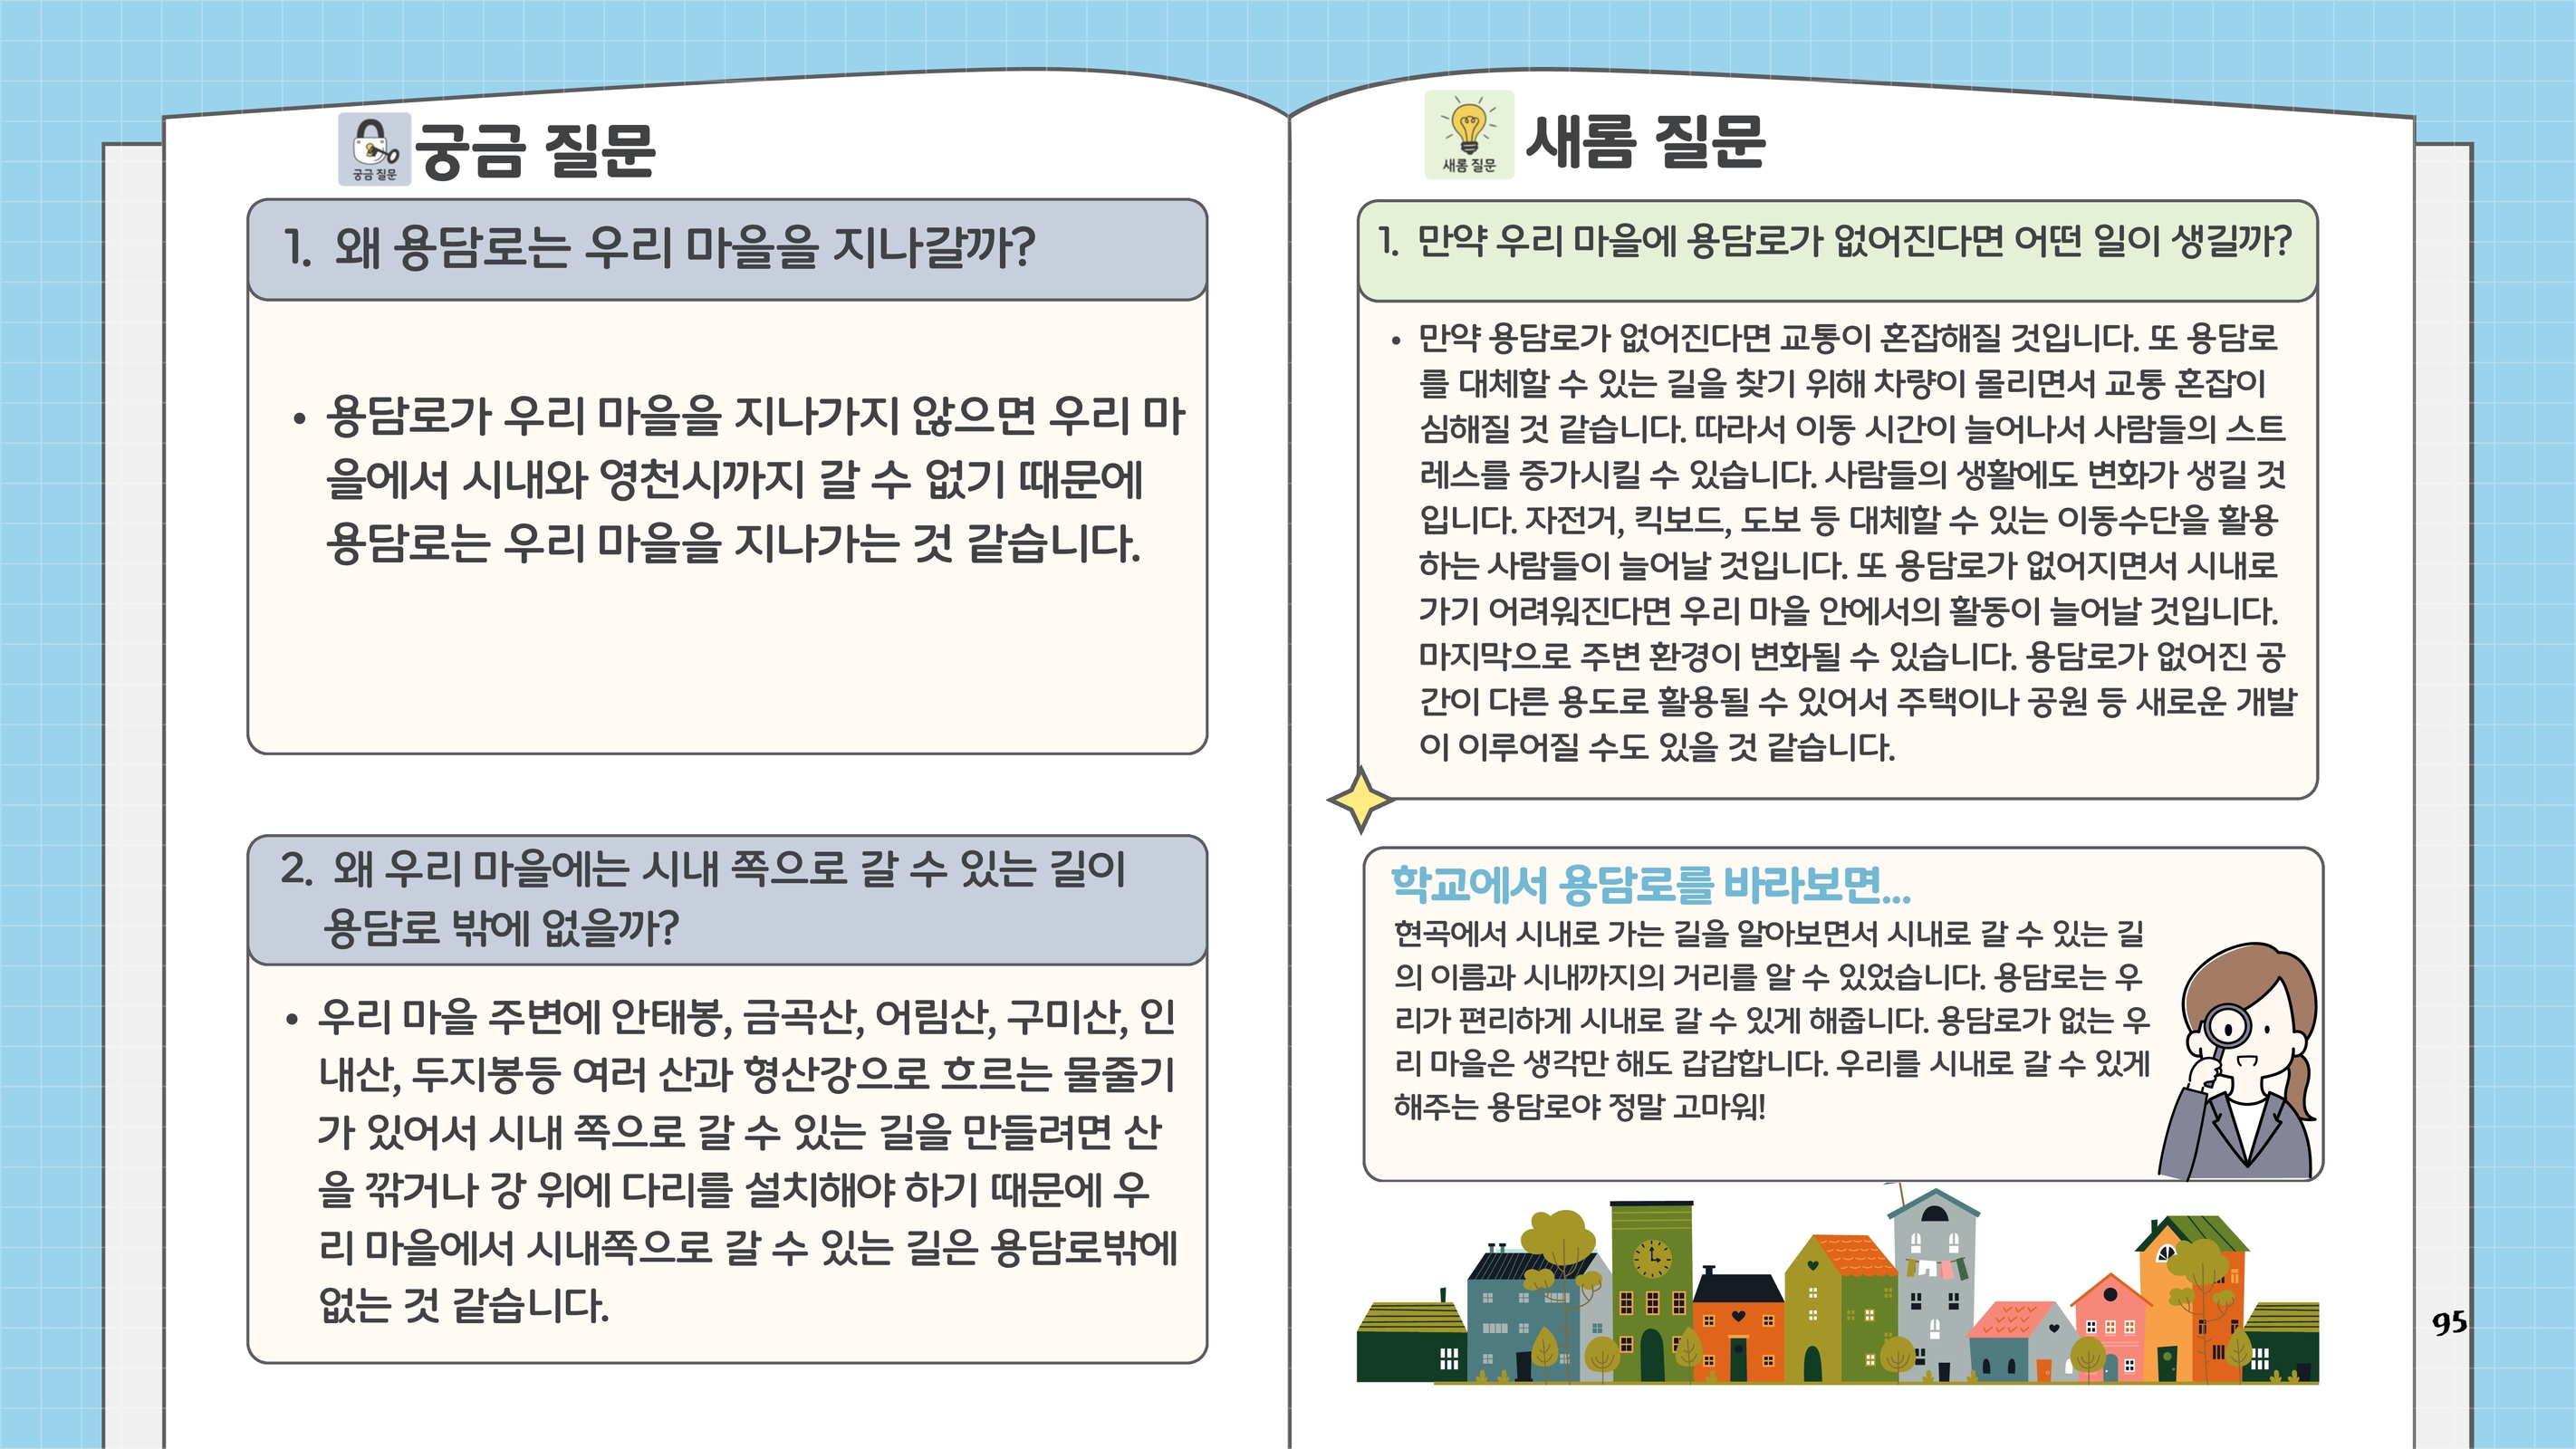 궁금 질문
궁금 질문
1. 왜 용담로는 우리 마을을 지나갈까?
• 용담로가 우리 마을을 지나가지 않으면 우리 마
을에서 시내와 영천시까지 갈 수 없기 때문에
용담로는 우리 마을을 지나가는 것 같습니다.
2. 왜 우리 마을에는 시내 쪽으로 갈 수 있는 길이
용담로 밖에 없을까?
• 우리 마을 주변에 안태봉, 금곡산, 어림산, 구미산, 인
내산, 두지봉등 여러 산과 형산강으로 흐르는 물줄기
가 있어서 시내 쪽으로 갈 수 있는 길을 만들려면 산
을 깎거나 강 위에 다리를 설치해야 하기 때문에 우
리 마을에서 시내쪽으로 갈 수 있는 길은 용담로밖에
없는 것 같습니다.
새롬 질문
새롬 질문
1. 만약 우리 마을에 용담로가 없어진다면 어떤 일이 생길까?
• 만약 용담로가 없어진다면 교통이 혼잡해질 것입니다. 또 용담로
를 대체할 수 있는 길을 찾기 위해 차량이 몰리면서 교통 혼잡이
심해질 것 같습니다. 따라서 이동 시간이 늘어나서 사람들의 스트
레스를 증가시킬 수 있습니다. 사람들의 생활에도 변화가 생길 것
입니다. 자전거, 킥보드, 도보 등 대체할 수 있는 이동수단을 활용
하는 사람들이 늘어날 것입니다. 또 용담로가 없어지면서 시내로
가기 어려워진다면 우리 마을 안에서의 활동이 늘어날 것입니다.
마지막으로 주변 환경이 변화될 수 있습니다. 용담로가 없어진 공
간이 다른 용도로 활용될 수 있어서 주택이나 공원 등 새로운 개발
이 이루어질 수도 있을 것 같습니다.
학교에서 용담로를 바라보면...
현곡에서 시내로 가는 길을 알아보면서 시내로 갈 수 있는 길
의 이름과 시내까지의 거리를 알 수 있었습니다. 용담로는 우
리가 편리하게 시내로 갈 수 있게 해줍니다. 용담로가 없는 우
리 마을은 생각만 해도 갑갑합니다. 우리를 시내로 갈 수 있게
해주는 용담로야 정말 고마워!
95